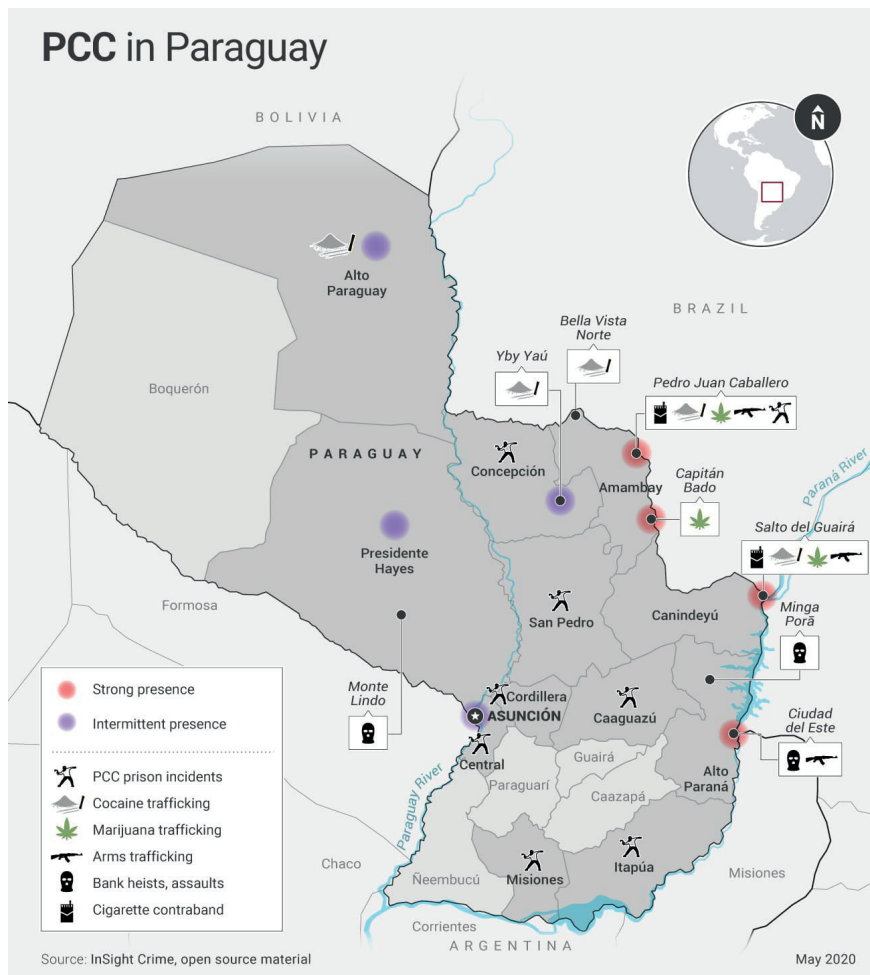 PCC in Paraguay
N
BOLIVIA
BRAZIL
Alto
Paraguay
Boquerón
Bella Vista
Norte
Yby Yaú
Pedro Juan Caballero
PARAGUAY
Concepción
Amambay
Capitán
Bado
Paraná River
Presidente
Hayes
Salto del Guairá
Formosa
San Pedro
Canindeyú
Minga
Porã
Strong presence
Intermittent presence
Monte
Lindo
Cordillera
ASUNCIÓN
Caaguazú
Ciudad
del Este
Central
Guairá
Alto
Paraná
Paraguarí
Caazapá
Paraguay River
PCC prison incidents
Cocaine trafficking
Marijuana trafficking
Arms trafficking
Bank heists, assaults
Cigarette contraband
Chaco
Ñeembucú
Misiones
Itapúa
Misiones
Corrientes
ARGENTINA
Source: InSight Crime, open source material
May 2020